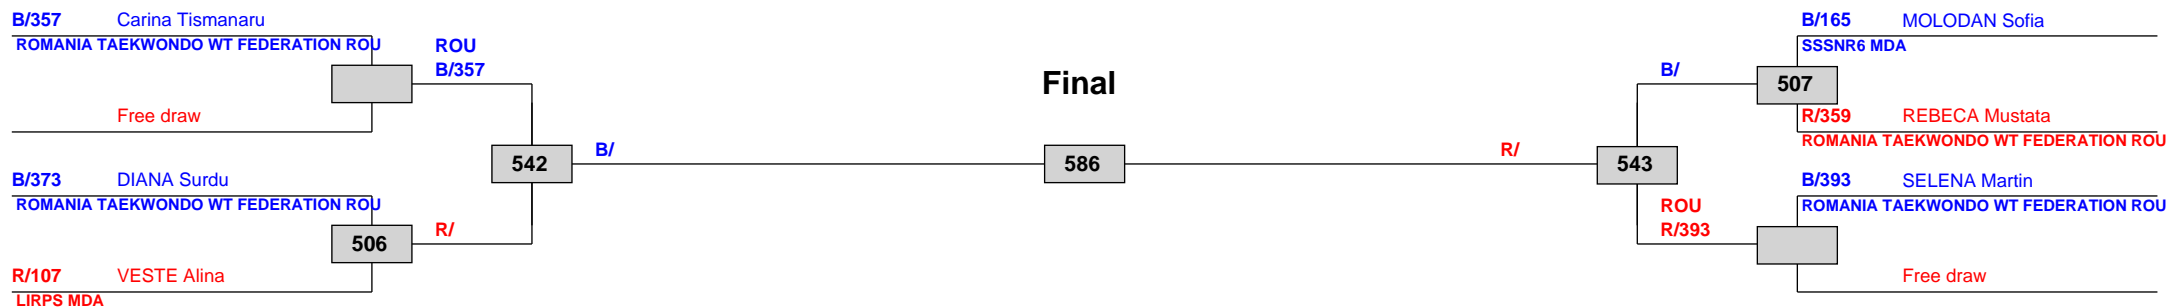 B/357 Carina Tismanaru
ROMANIA TAEKWONDO WT FEDERATION ROU
ROU
B/357
Free draw
B/373 DIANA Surdu
ROMANIA TAEKWONDO WT FEDERATION ROU
506
R/
R/107 VESTE Alina
LIRPS MDA
542
B/
Final
586
R/
543
B/
ROU
R/393
B/165 MOLODAN Sofia
SSSNR6 MDA
507
R/359 REBECA Mustata
ROMANIA TAEKWONDO WT FEDERATION ROU
B/393 SELENA Martin
ROMANIA TAEKWONDO WT FEDERATION ROU
Free draw